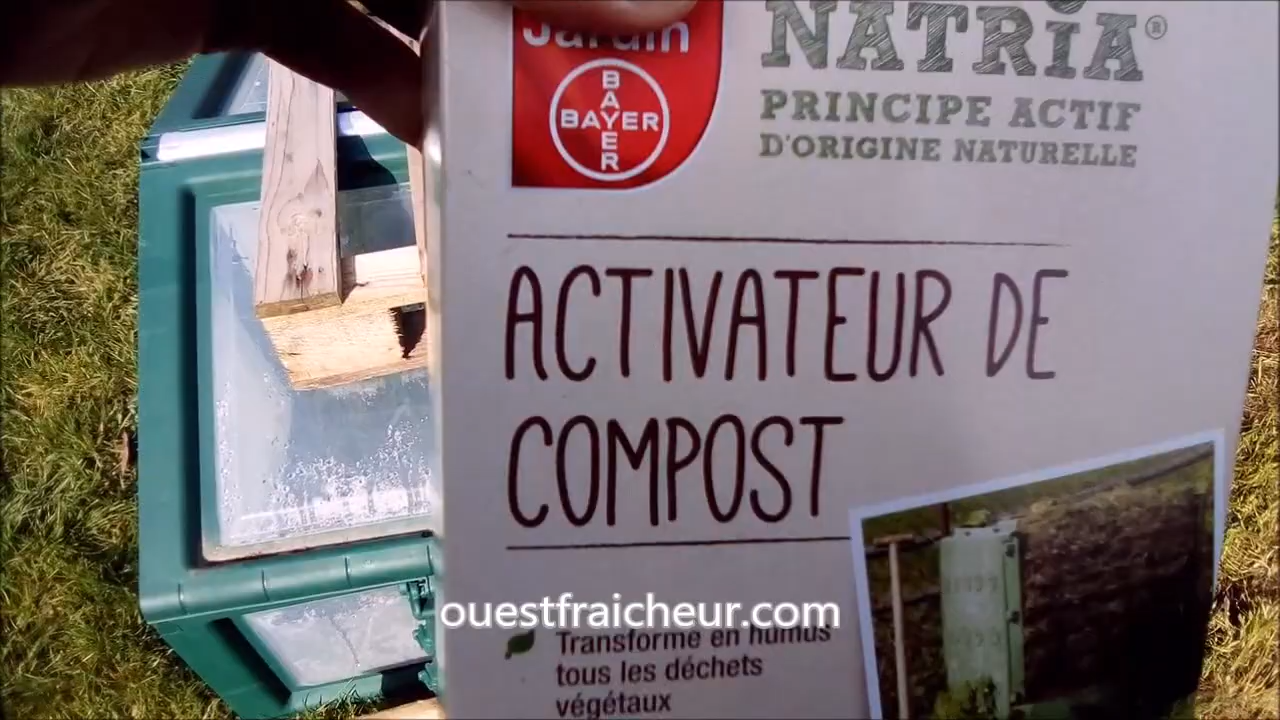 Jardin
BAYER
BAYER
NATRIA®
PRINCIPE ACTIF
D'ORIGINE NATURELLE
ACTIVATEUR DE
COMPOST
ouestfraicheur.com
Transforme en humus
tous les déchets
végétaux